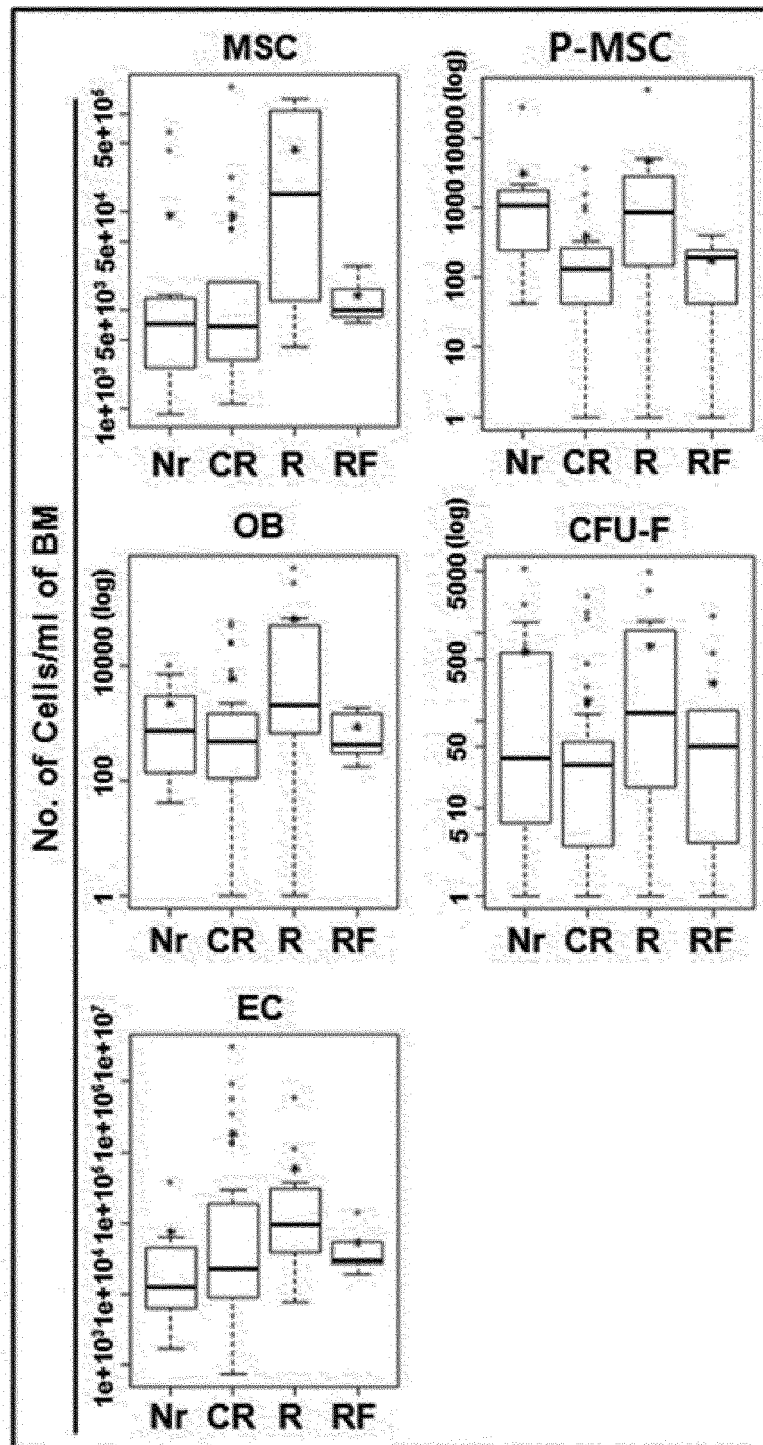 No. of Cells/ml of BM
MSC
1e+10³ 5e+10³ 5e+10⁴ 5e+10⁵
Nr CR R RF
P-MSC
1 10 100 1000 10000 (log)
Nr CR R RF
OB
1 100 10000 (log)
Nr CR R RF
CFU-F
1 5 10 50 500 5000 (log)
Nr CR R RF
EC
1e+10³ 1e+10⁴ 1e+10⁵ 1e+10⁶ 1e+10⁷
Nr CR R RF